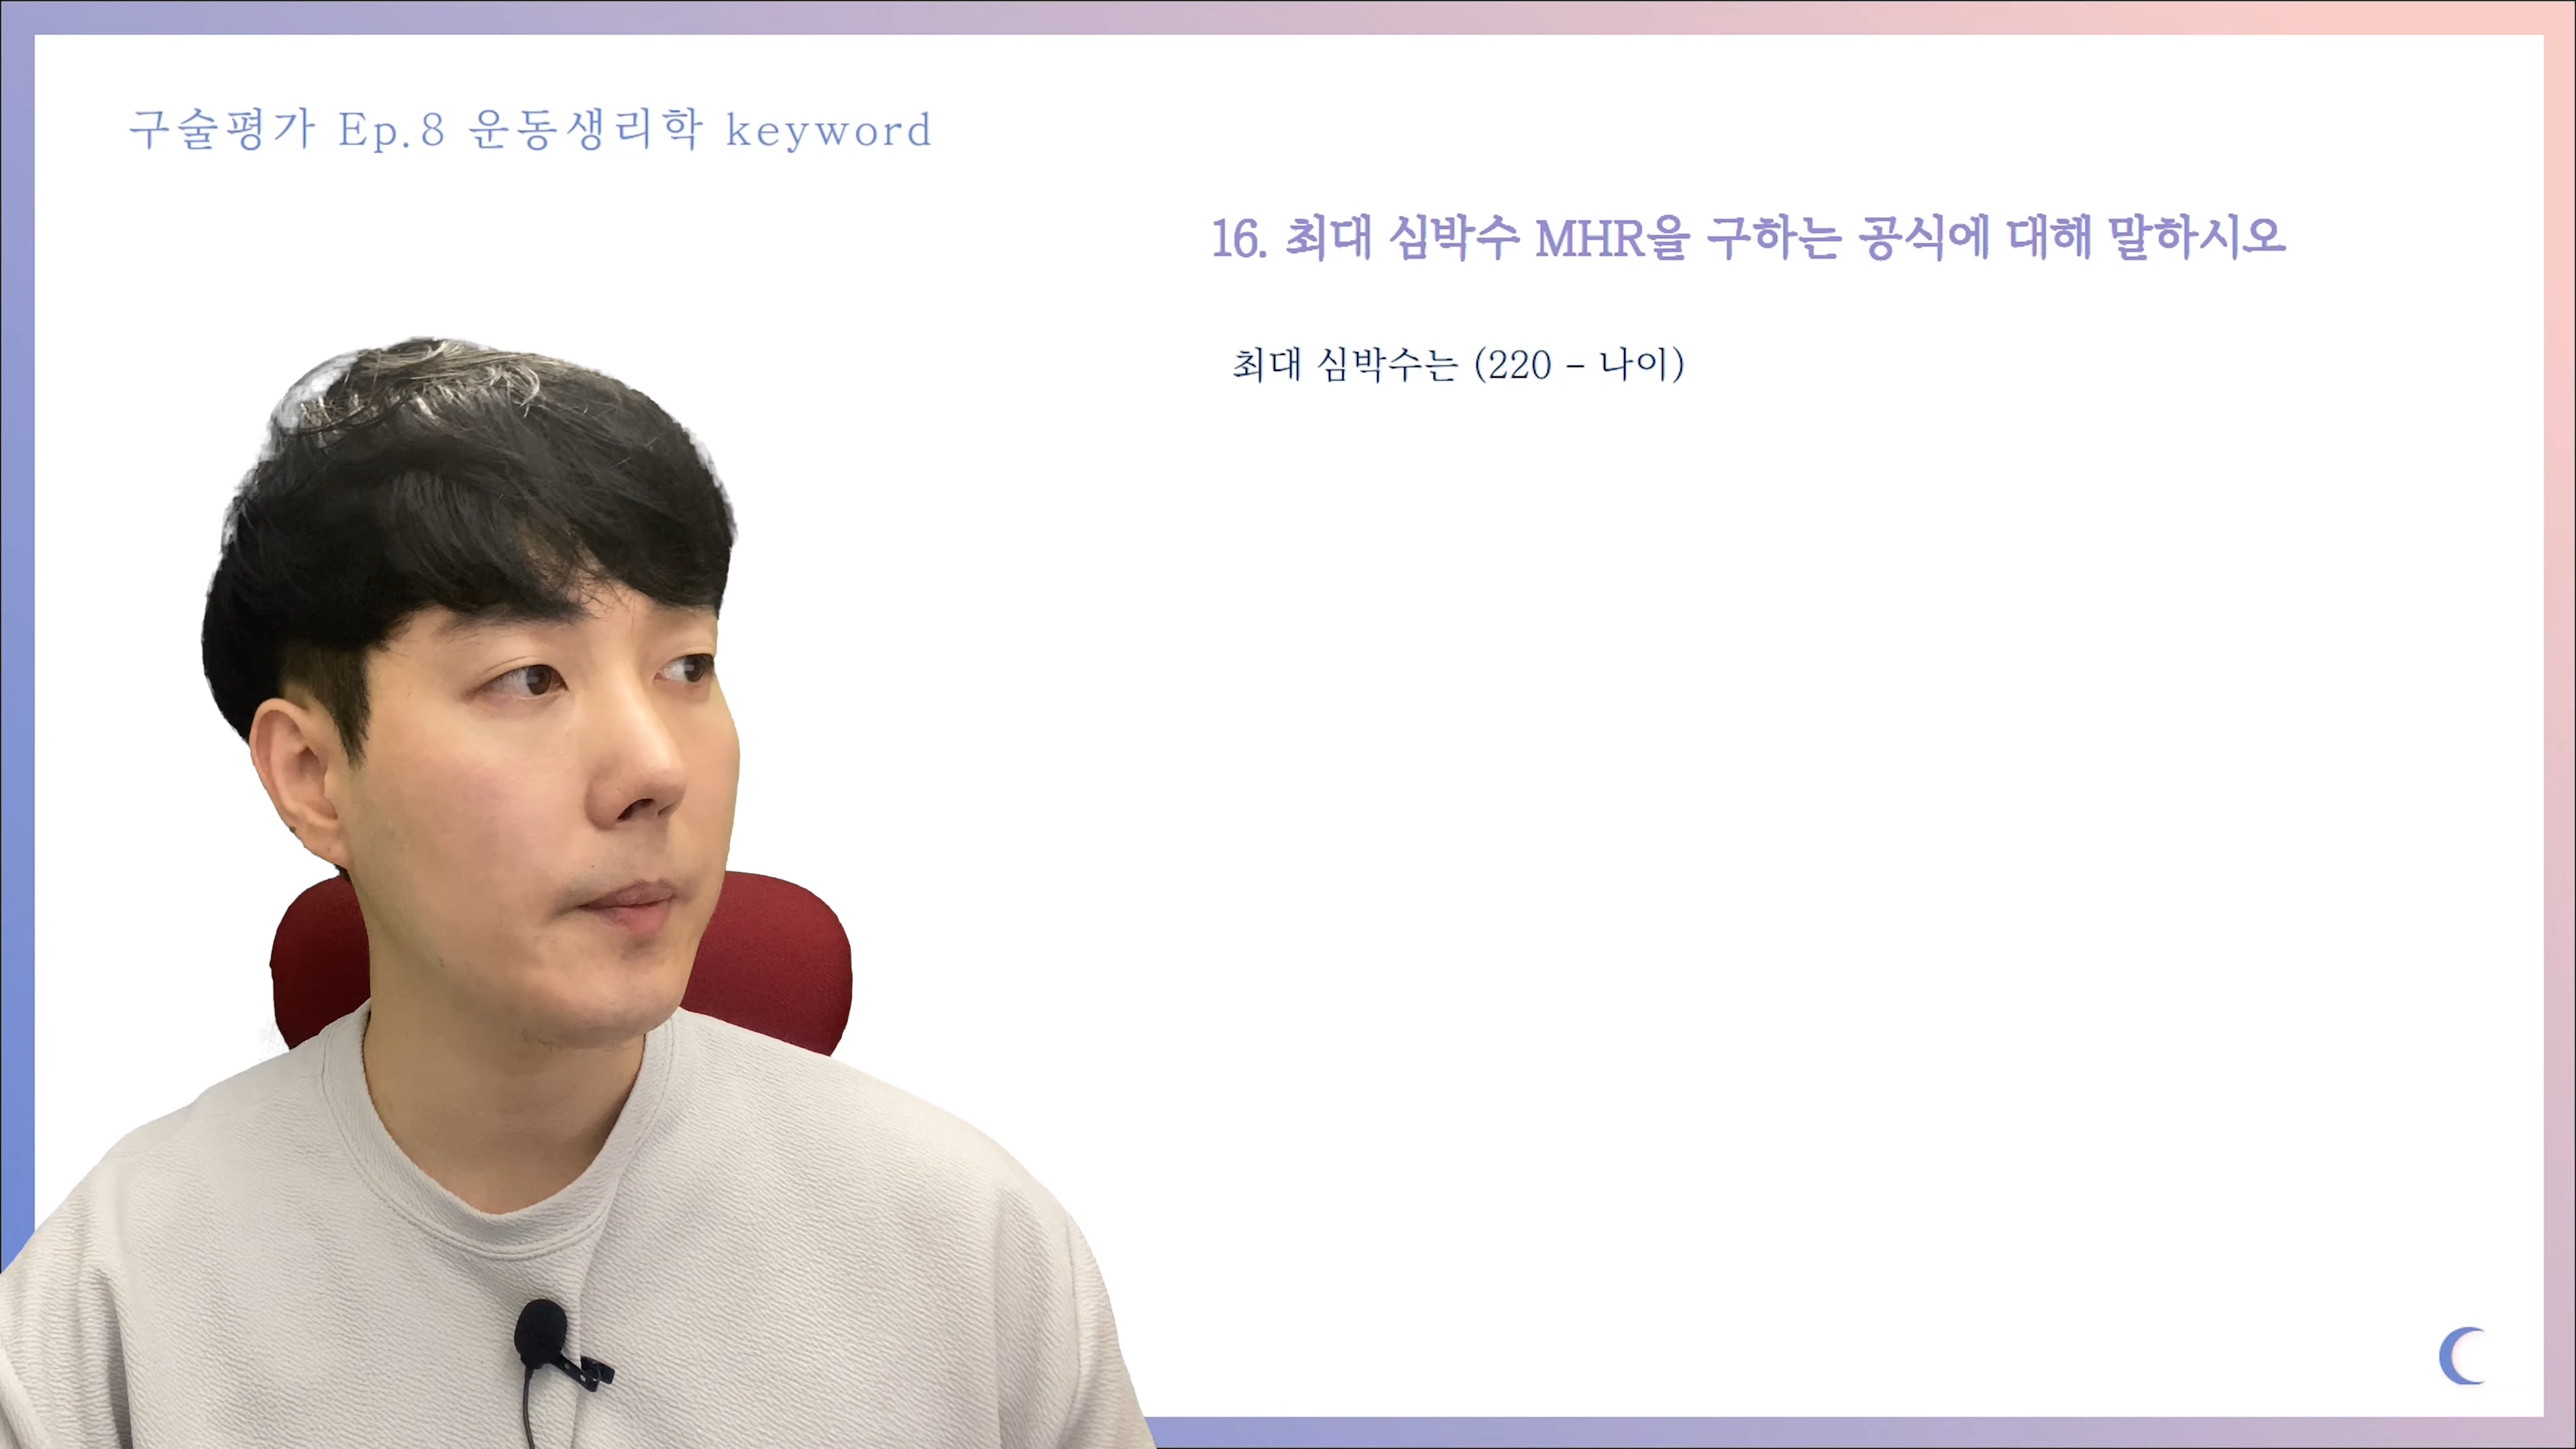 구술평가 Ep.8 운동생리학 keyword
16. 최대 심박수 MHR을 구하는 공식에 대해 말하시오
최대 심박수는 (220 – 나이)